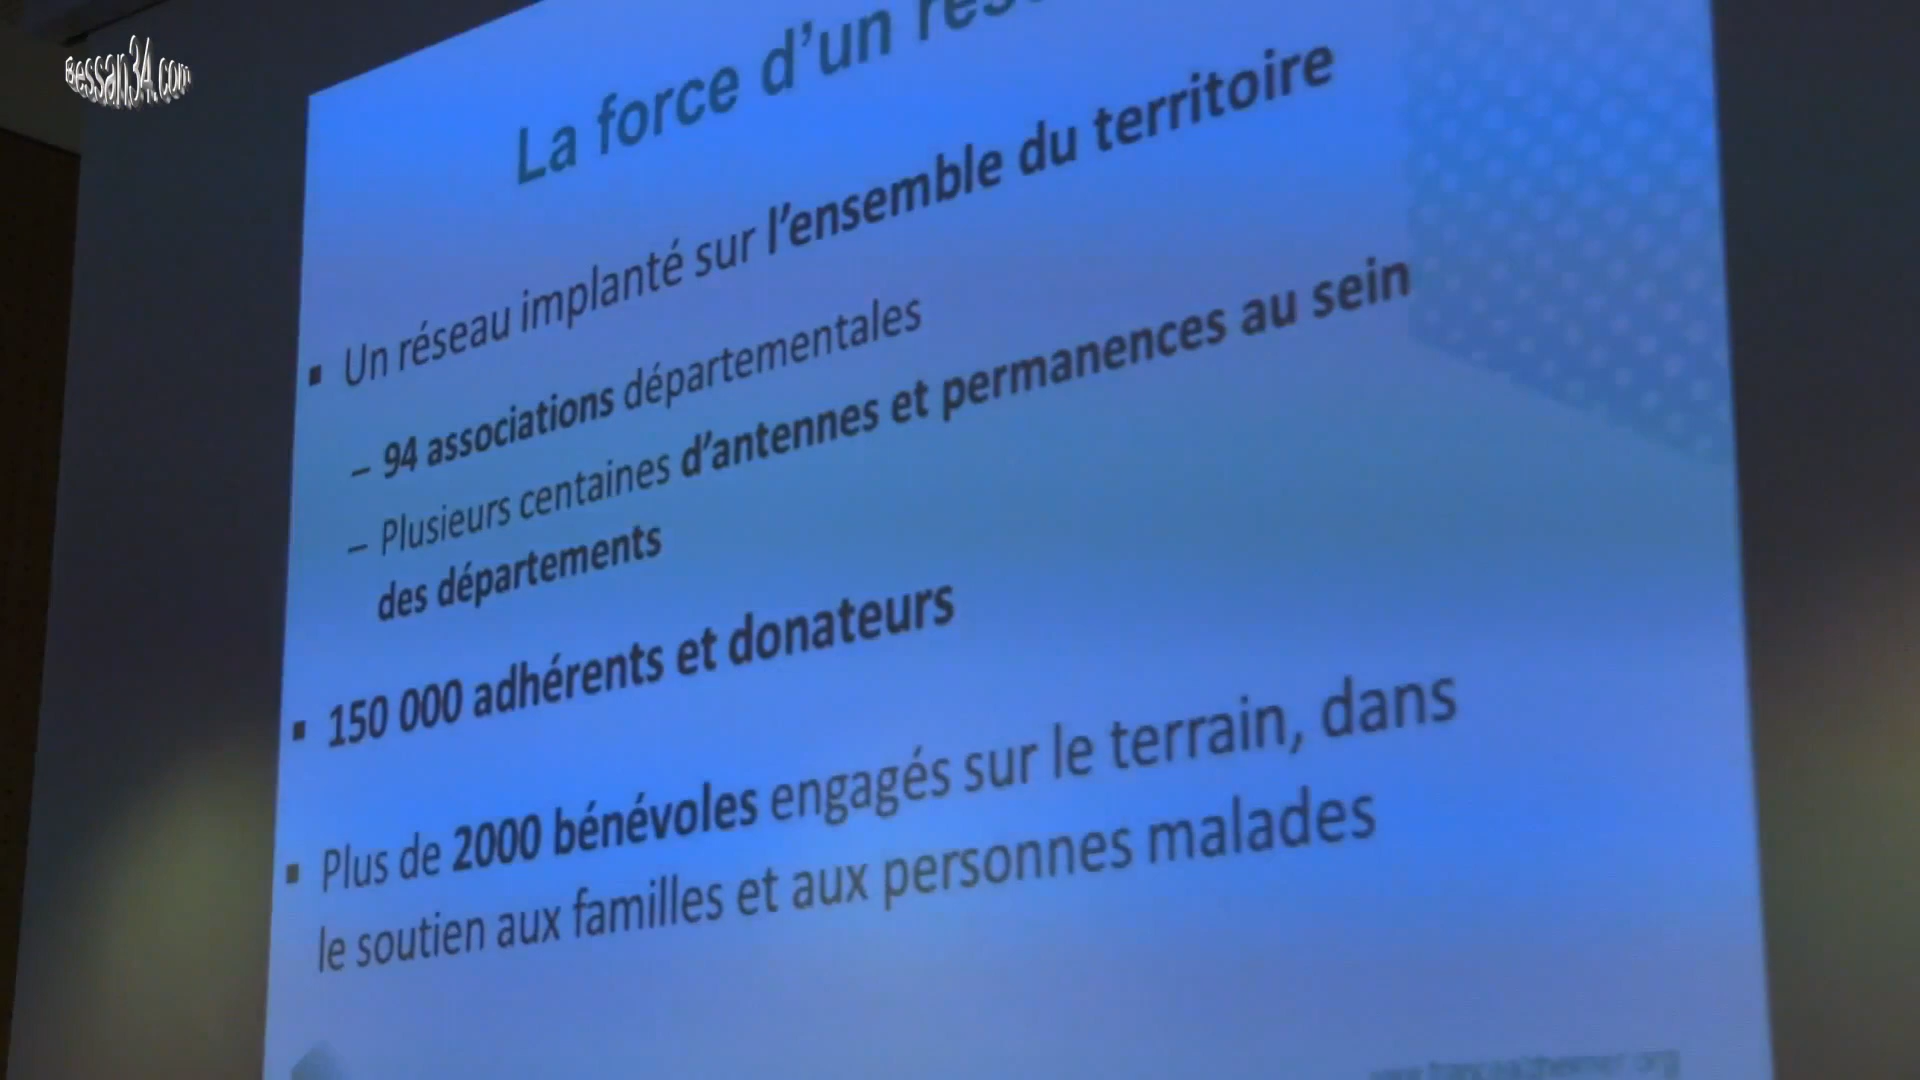 Bessan34.com
La force d'un
Un réseau implanté sur l'ensemble du territoire
– 94 associations départementales
– Plusieurs centaines d'antennes et permanences au sein
des départements
150 000 adhérents et donateurs
Plus de 2000 bénévoles engagés sur le terrain, dans
le soutien aux familles et aux personnes malades